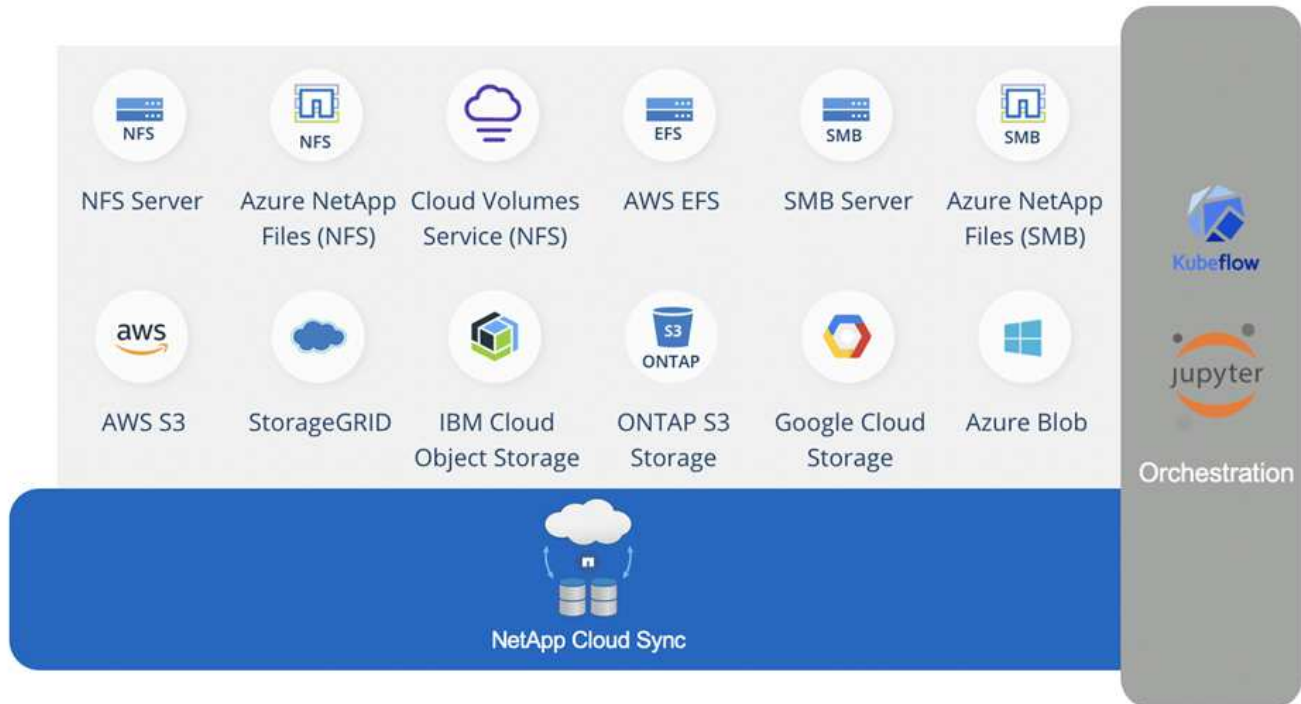 NFS
NFS
EFS
SMB
SMB
NFS Server
Azure NetApp
Files (NFS)
Cloud Volumes
Service (NFS)
AWS EFS
SMB Server
Azure NetApp
Files (SMB)
Kubeflow
aws
S3
ONTAP
jupyter
AWS S3
StorageGRID
IBM Cloud
Object Storage
ONTAP S3
Storage
Google Cloud
Storage
Azure Blob
Orchestration
NetApp Cloud Sync